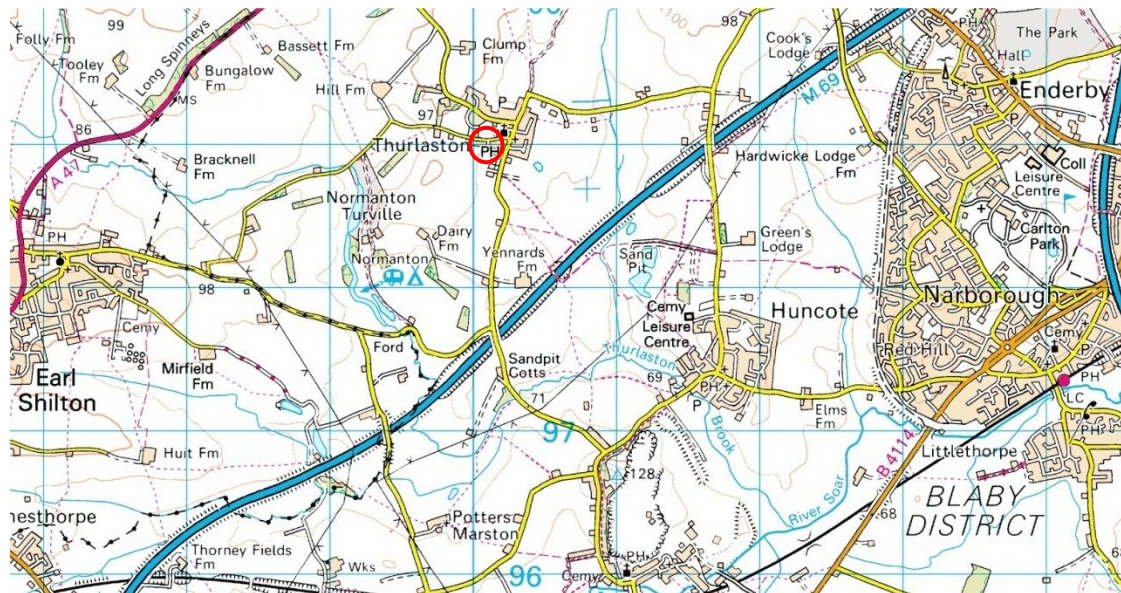 Folly Fm
99
Tooley
Fm
Long Spinneys
Bassett Fm
Bungalow
Fm
MS
Clump
Fm
Hill Fm
98
Cook's
Lodge
M 69
PH
Hall
The Park
Enderby
P
P
86
A 47
Bracknell
Fm
97
Thurlaston
P
PH
Hardwicke Lodge
Fm
Coll
Leisure
Centre
Normanton
Turville
Dairy
Fm
Normanton
Yennards
Fm
Sand
Pit
Green's
Lodge
Carlton
Park
PH
98
Cemy
Leisure
Centre
Huncote
Narborough
Cemy
P
PH
LC
PH
Cemy
Mirfield
Fm
Ford
Sandpit
Cotts
71
Thurlaston
Brook
69
PH
P
Red Hill
Elms
Fm
Earl
Shilton
97
Huit Fm
128
B 4114
Littlethorpe
BLABY
DISTRICT
River Soar
68
68
nesthorpe
Potters
Marston
Thorney Fields
Fm
Wks
96
PH
Cemy